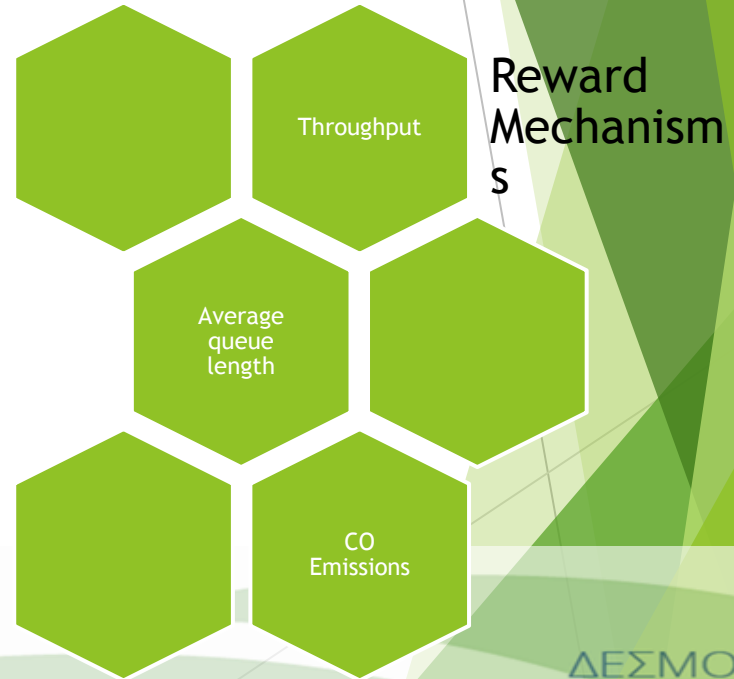 Reward
Mechanism
s
Throughput
Average
queue
length
CO
Emissions
ΔΕΣΜΟ